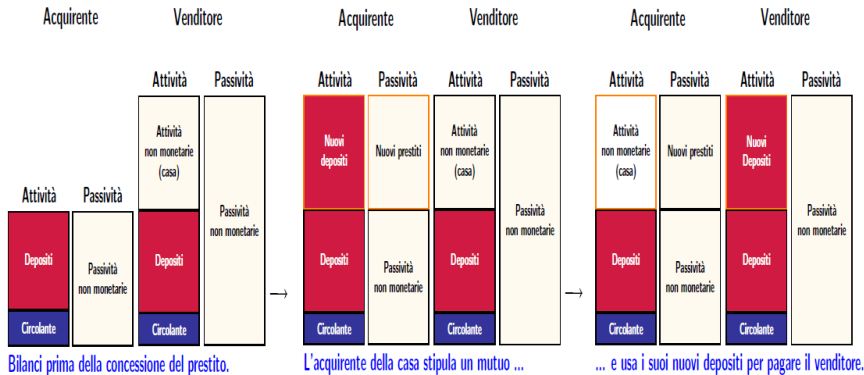 Acquirente
Venditore
Attività
Passività
Attività
non monetarie
(casa)
Passività
non monetarie
Attività
Passività
Depositi
Passività
non monetarie
Depositi
Circolante
Circolante
Bilanci prima della concessione del prestito.
→
Acquirente
Venditore
Attività
Passività
Attività
Passività
Nuovi
depositi
Nuovi prestiti
Attività
non monetarie
(casa)
Passività
non monetarie
Depositi
Passività
non monetarie
Depositi
Circolante
Circolante
L'acquirente della casa stipula un mutuo ...
→
Acquirente
Venditore
Attività
Passività
Attività
Passività
Attività
non monetarie
(casa)
Nuovi prestiti
Nuovi
Depositi
Passività
non monetarie
Depositi
Passività
non monetarie
Depositi
Circolante
Circolante
... e usa i suoi nuovi depositi per pagare il venditore.